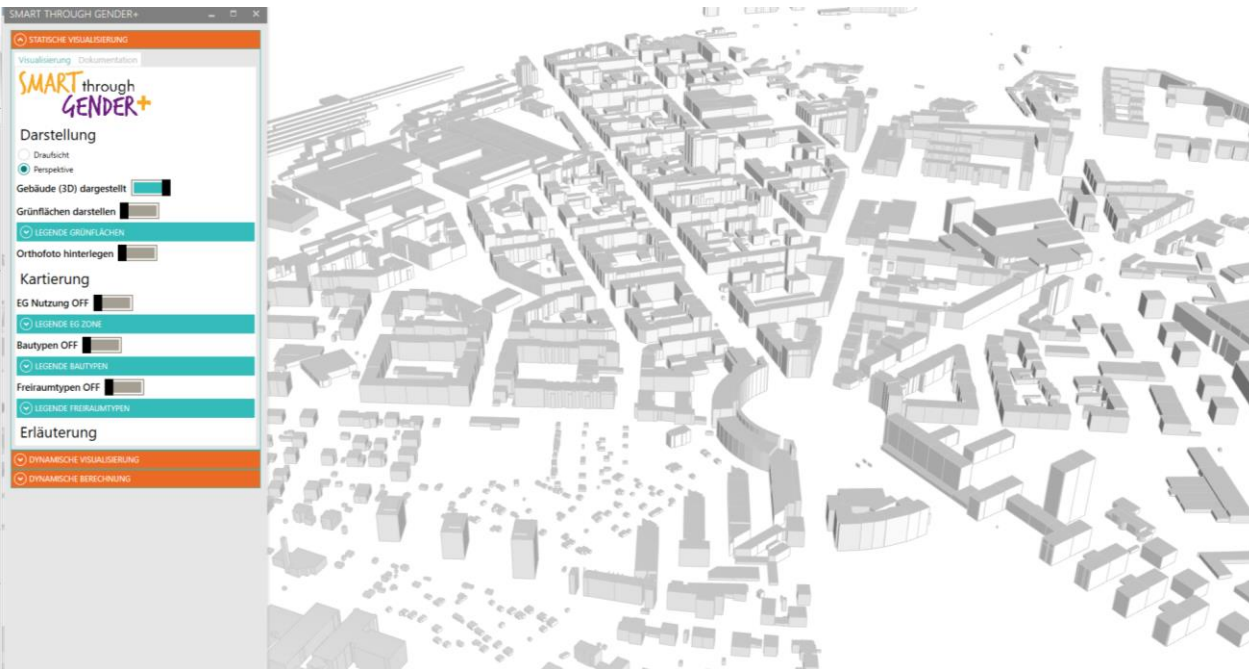 SMART THROUGH GENDER+
STATISCHE VISUALISIERUNG
Visualisierung Dokumentation
SMART through
GENDER+
Darstellung
Draufsicht
Perspektive
Gebäude (3D) dargestellt
Grünflächen darstellen
LEGENDE GRÜNFLÄCHEN
Orthofoto hinterlegen
Kartierung
EG Nutzung OFF
LEGENDE EG ZONE
Bautypen OFF
LEGENDE BAUTYPEN
Freiraumtypen OFF
LEGENDE FREIRAUMTYPEN
Erläuterung
DYNAMISCHE VISUALISIERUNG
DYNAMISCHE BERECHNUNG